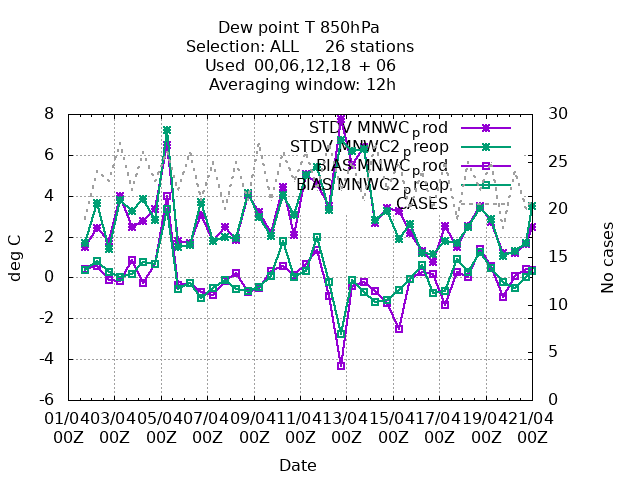 Dew point T 850hPa
Selection: ALL 26 stations
Used 00,06,12,18 + 06
Averaging window: 12h
8
6
4
2
0
-2
-4
-6
deg C
30
25
20
15
10
5
0
No cases
STDV MNWC_prod
STDV MNWC2_preop
BIAS MNWC_prod
BIAS MNWC2_preop
CASES
01/04 03/04 05/04 07/04 09/04 11/04 13/04 15/04 17/04 19/04 21/04
00Z 00Z 00Z 00Z 00Z 00Z 00Z 00Z 00Z 00Z 00Z
Date